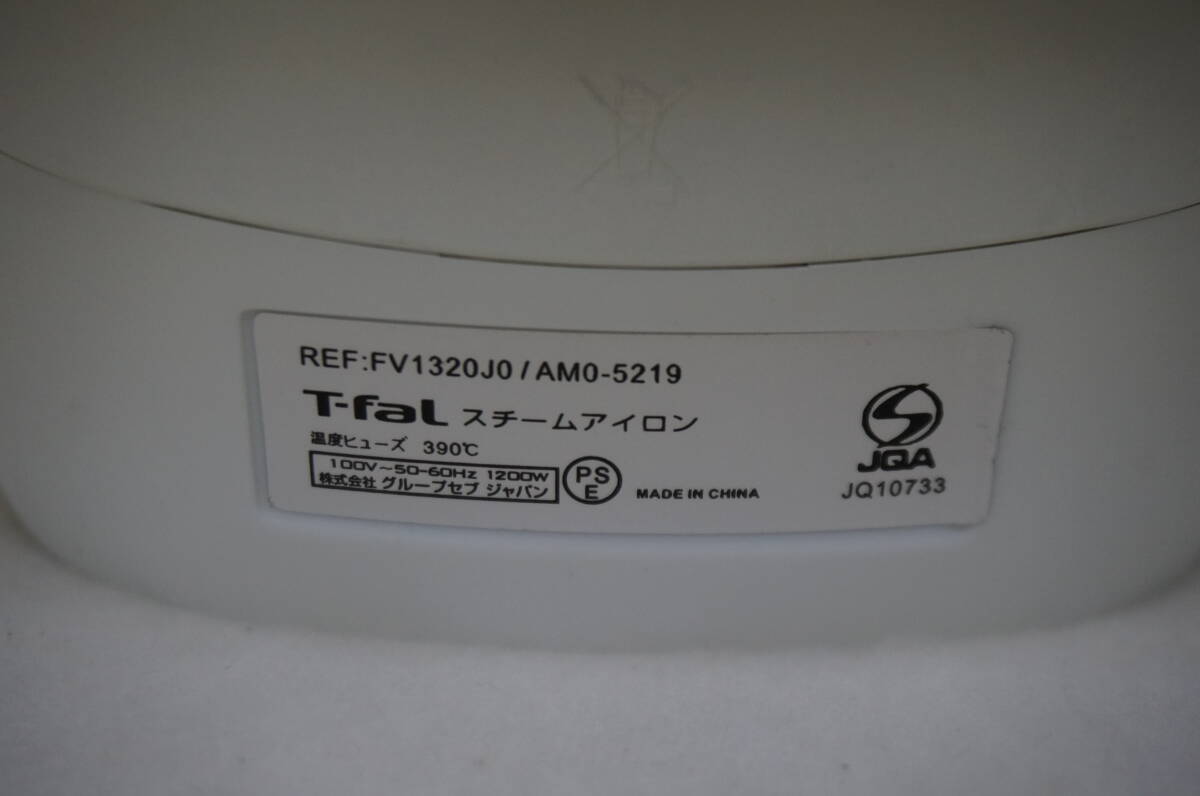 REF:FV1320J0/AM0-5219
T-faL スチームアイロン
温度ヒューズ 390℃
100V~50-60Hz 1200W
株式会社 グループセブ ジャパン
PS
E
MADE IN CHINA
JQA
JQ10733